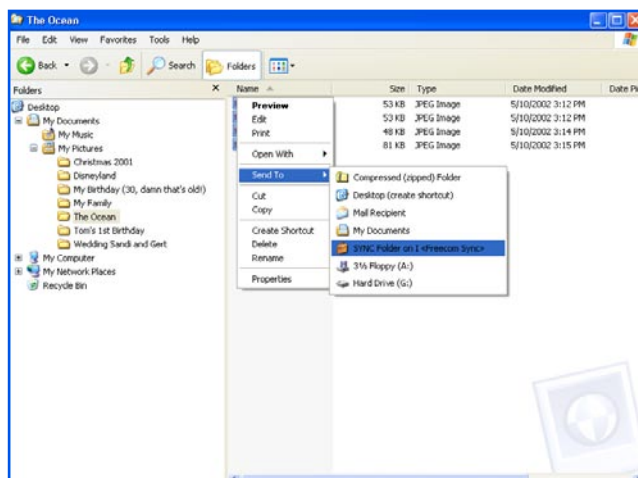 The Ocean
File Edit View Favorites Tools Help
Back Search Folders
Folders × Name Size Type Date Modified
Desktop
My Documents
My Music
My Pictures
Christmas 2001
Disneyland
My Birthday (30, damn that's old!)
My Family
The Ocean
Tom's 1st Birthday
Wedding Sandi and Gert
My Computer
My Network Places
Recycle Bin
53 KB JPEG Image 5/10/2002 3:12 PM
53 KB JPEG Image 5/10/2002 3:12 PM
48 KB JPEG Image 5/10/2002 3:14 PM
81 KB JPEG Image 5/10/2002 3:15 PM
Preview
Edit
Print
Open With
Send To
Cut
Copy
Create Shortcut
Delete
Rename
Properties
Compressed (zipped) Folder
Desktop (create shortcut)
Mail Recipient
My Documents
SYNC Folder on I <Freecom Sync>
3½ Floppy (A:)
Hard Drive (G:)